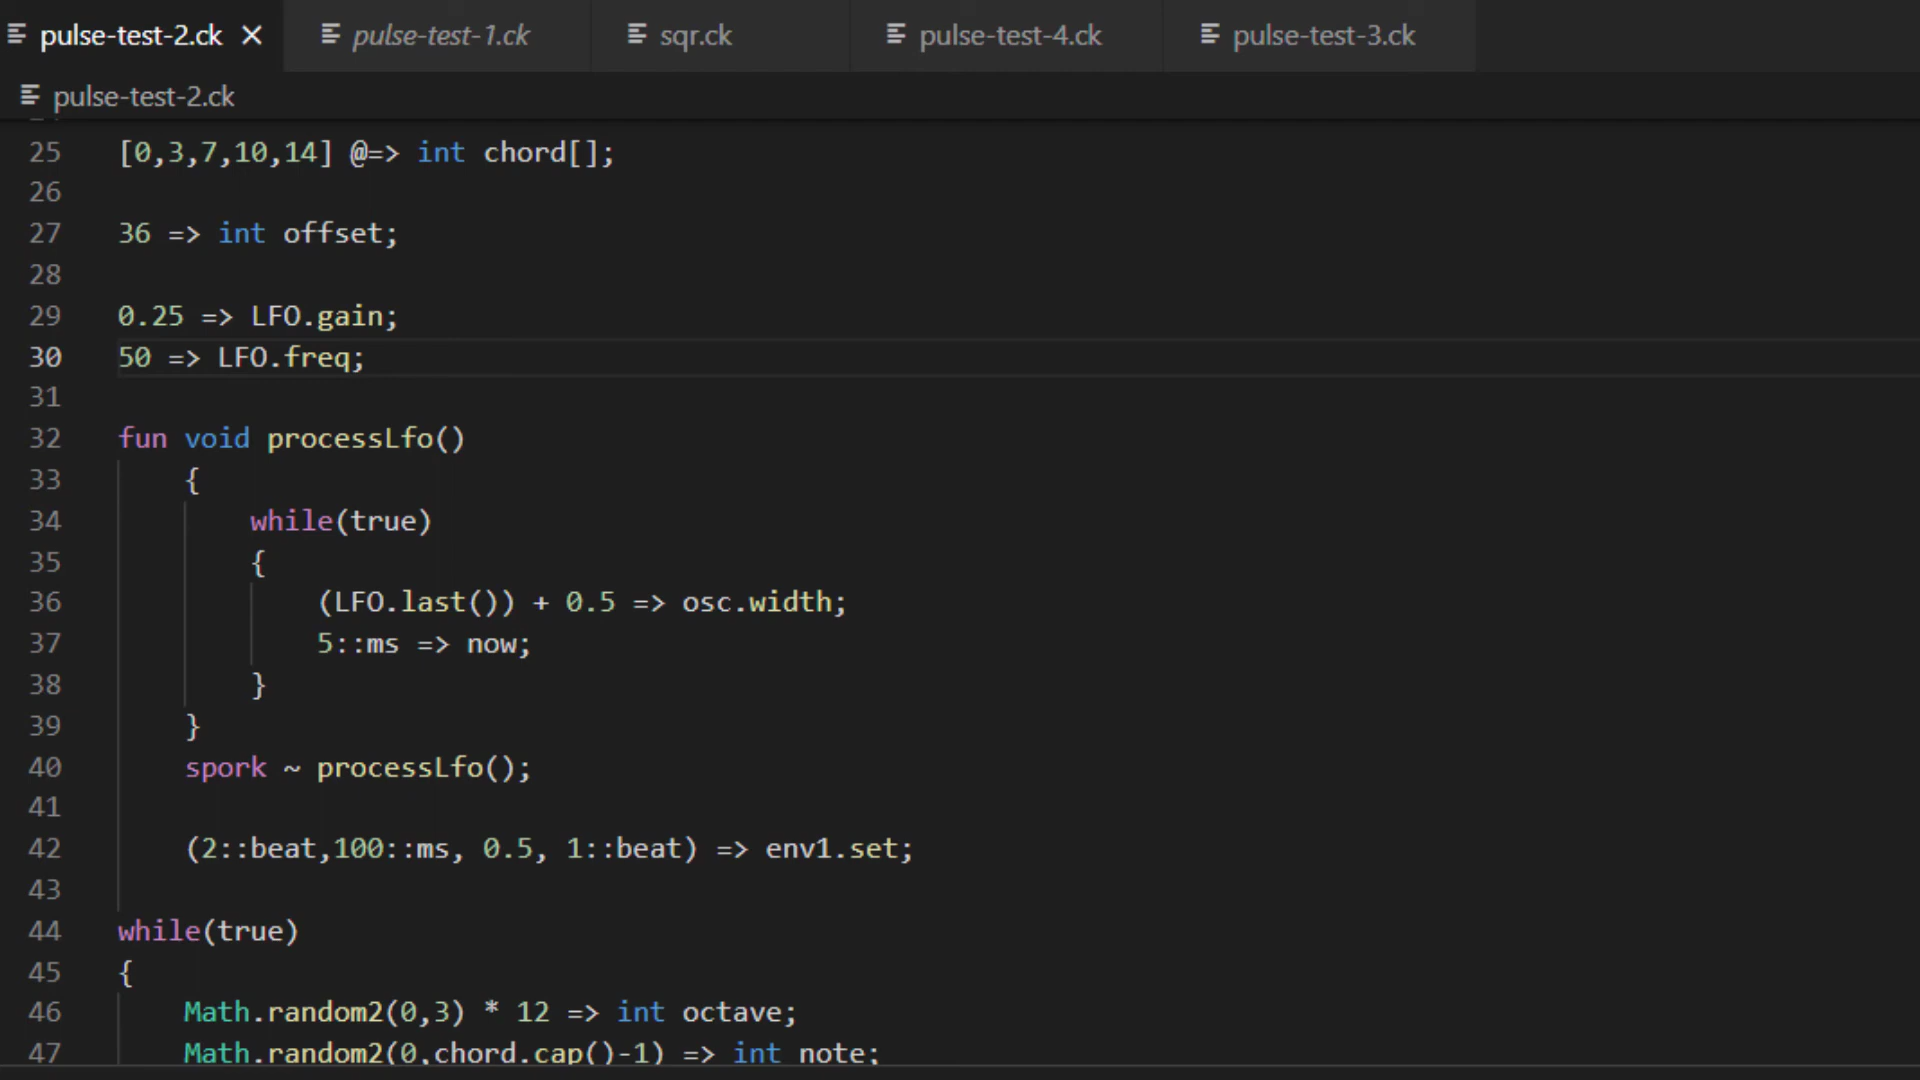 pulse-test-2.ck pulse-test-1.ck sqr.ck pulse-test-4.ck pulse-test-3.ck
pulse-test-2.ck
25 [0,3,7,10,14] @=> int chord[];
26
27 36 => int offset;
28
29 0.25 => LFO.gain;
30 50 => LFO.freq;
31
32 fun void processLfo()
33 {
34 while(true)
35 {
36 (LFO.last()) + 0.5 => osc.width;
37 5::ms => now;
38 }
39 }
40 spork ~ processLfo();
41
42 (2::beat,100::ms, 0.5, 1::beat) => env1.set;
43
44 while(true)
45 {
46 Math.random2(0,3) * 12 => int octave;
47 Math.random2(0,chord.cap()-1) => int note;